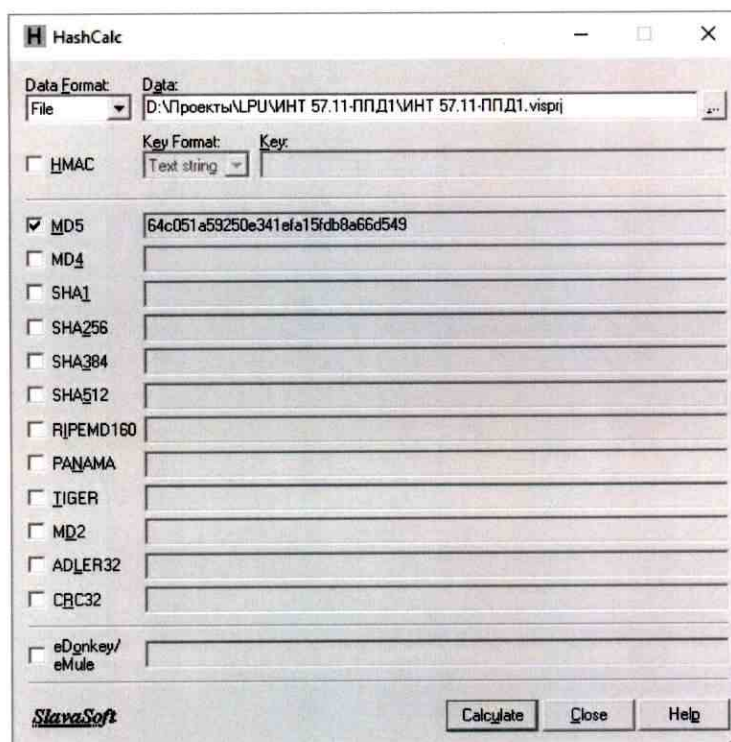 HashCalc
Data Format:
Data:
File
D:\Проекты\LPU\ИНТ 57.11-ППД1\ИНТ 57.11-ППД1.visprj
...
HMAC
Key Format:
Key:
Text string
MD5
64c051a59250e341efa15fdb8a66d549
MD4
SHA1
SHA256
SHA384
SHA512
RIPEMD160
PANAMA
TIGER
MD2
ADLER32
CRC32
eDonkey/
eMule
SlavaSoft
Calculate
Close
Help